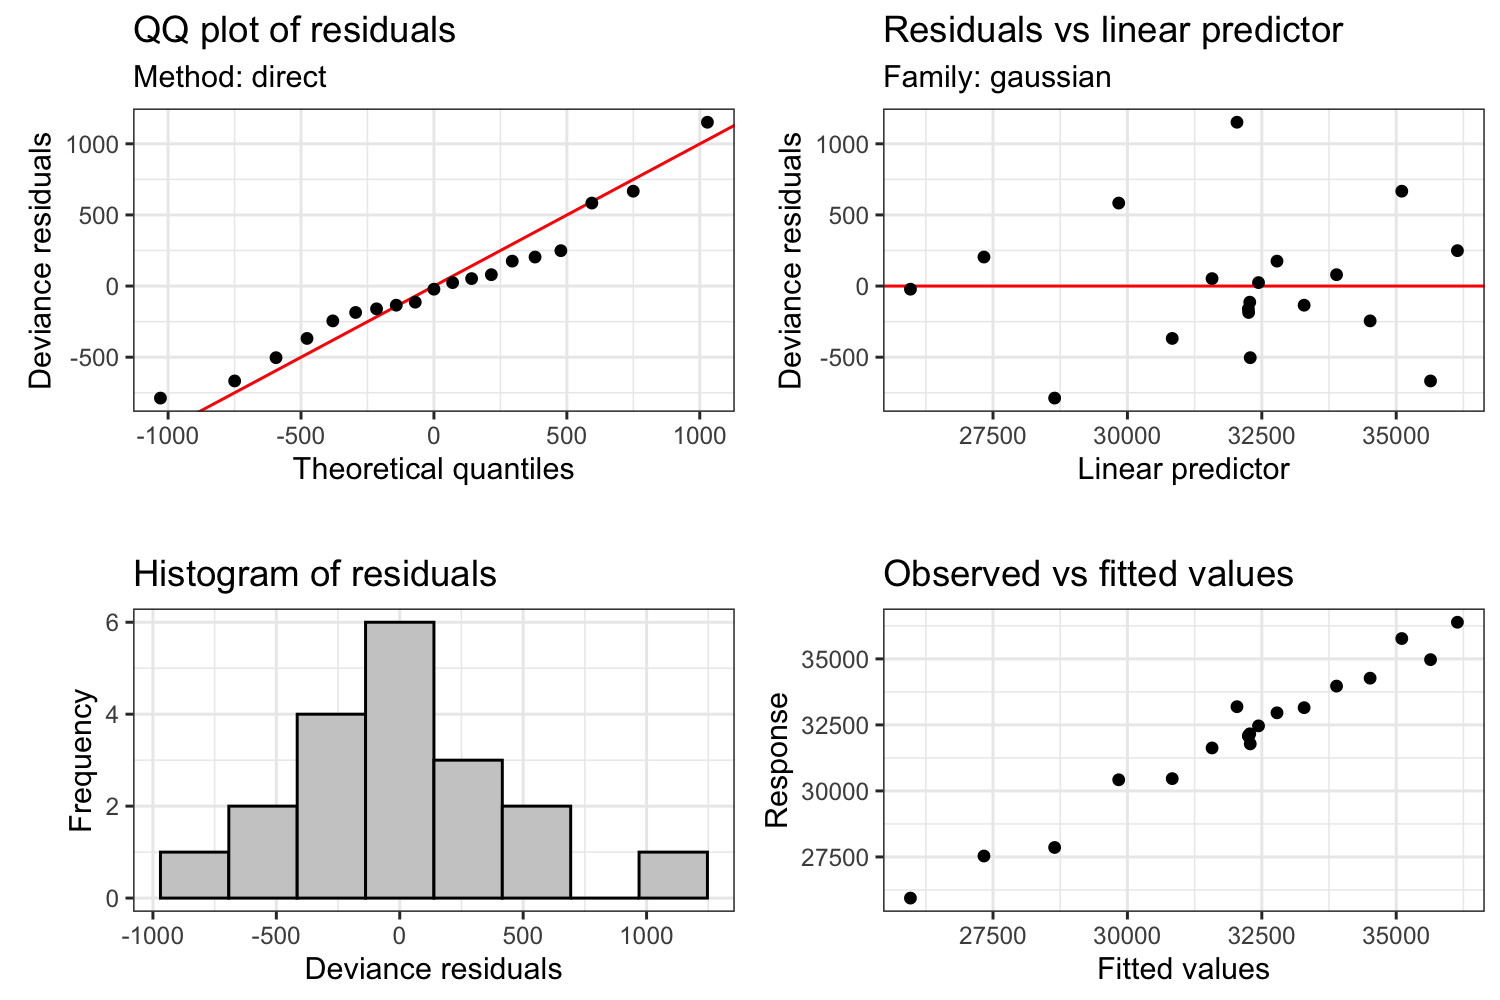 QQ plot of residuals
Method: direct
Deviance residuals
1000
500
0
-500
-1000
-500
0
500
1000
Theoretical quantiles
Residuals vs linear predictor
Family: gaussian
Deviance residuals
1000
500
0
-500
27500
30000
32500
35000
Linear predictor
Histogram of residuals
Frequency
6
4
2
0
-1000
-500
0
500
1000
Deviance residuals
Observed vs fitted values
Response
35000
32500
30000
27500
27500
30000
32500
35000
Fitted values